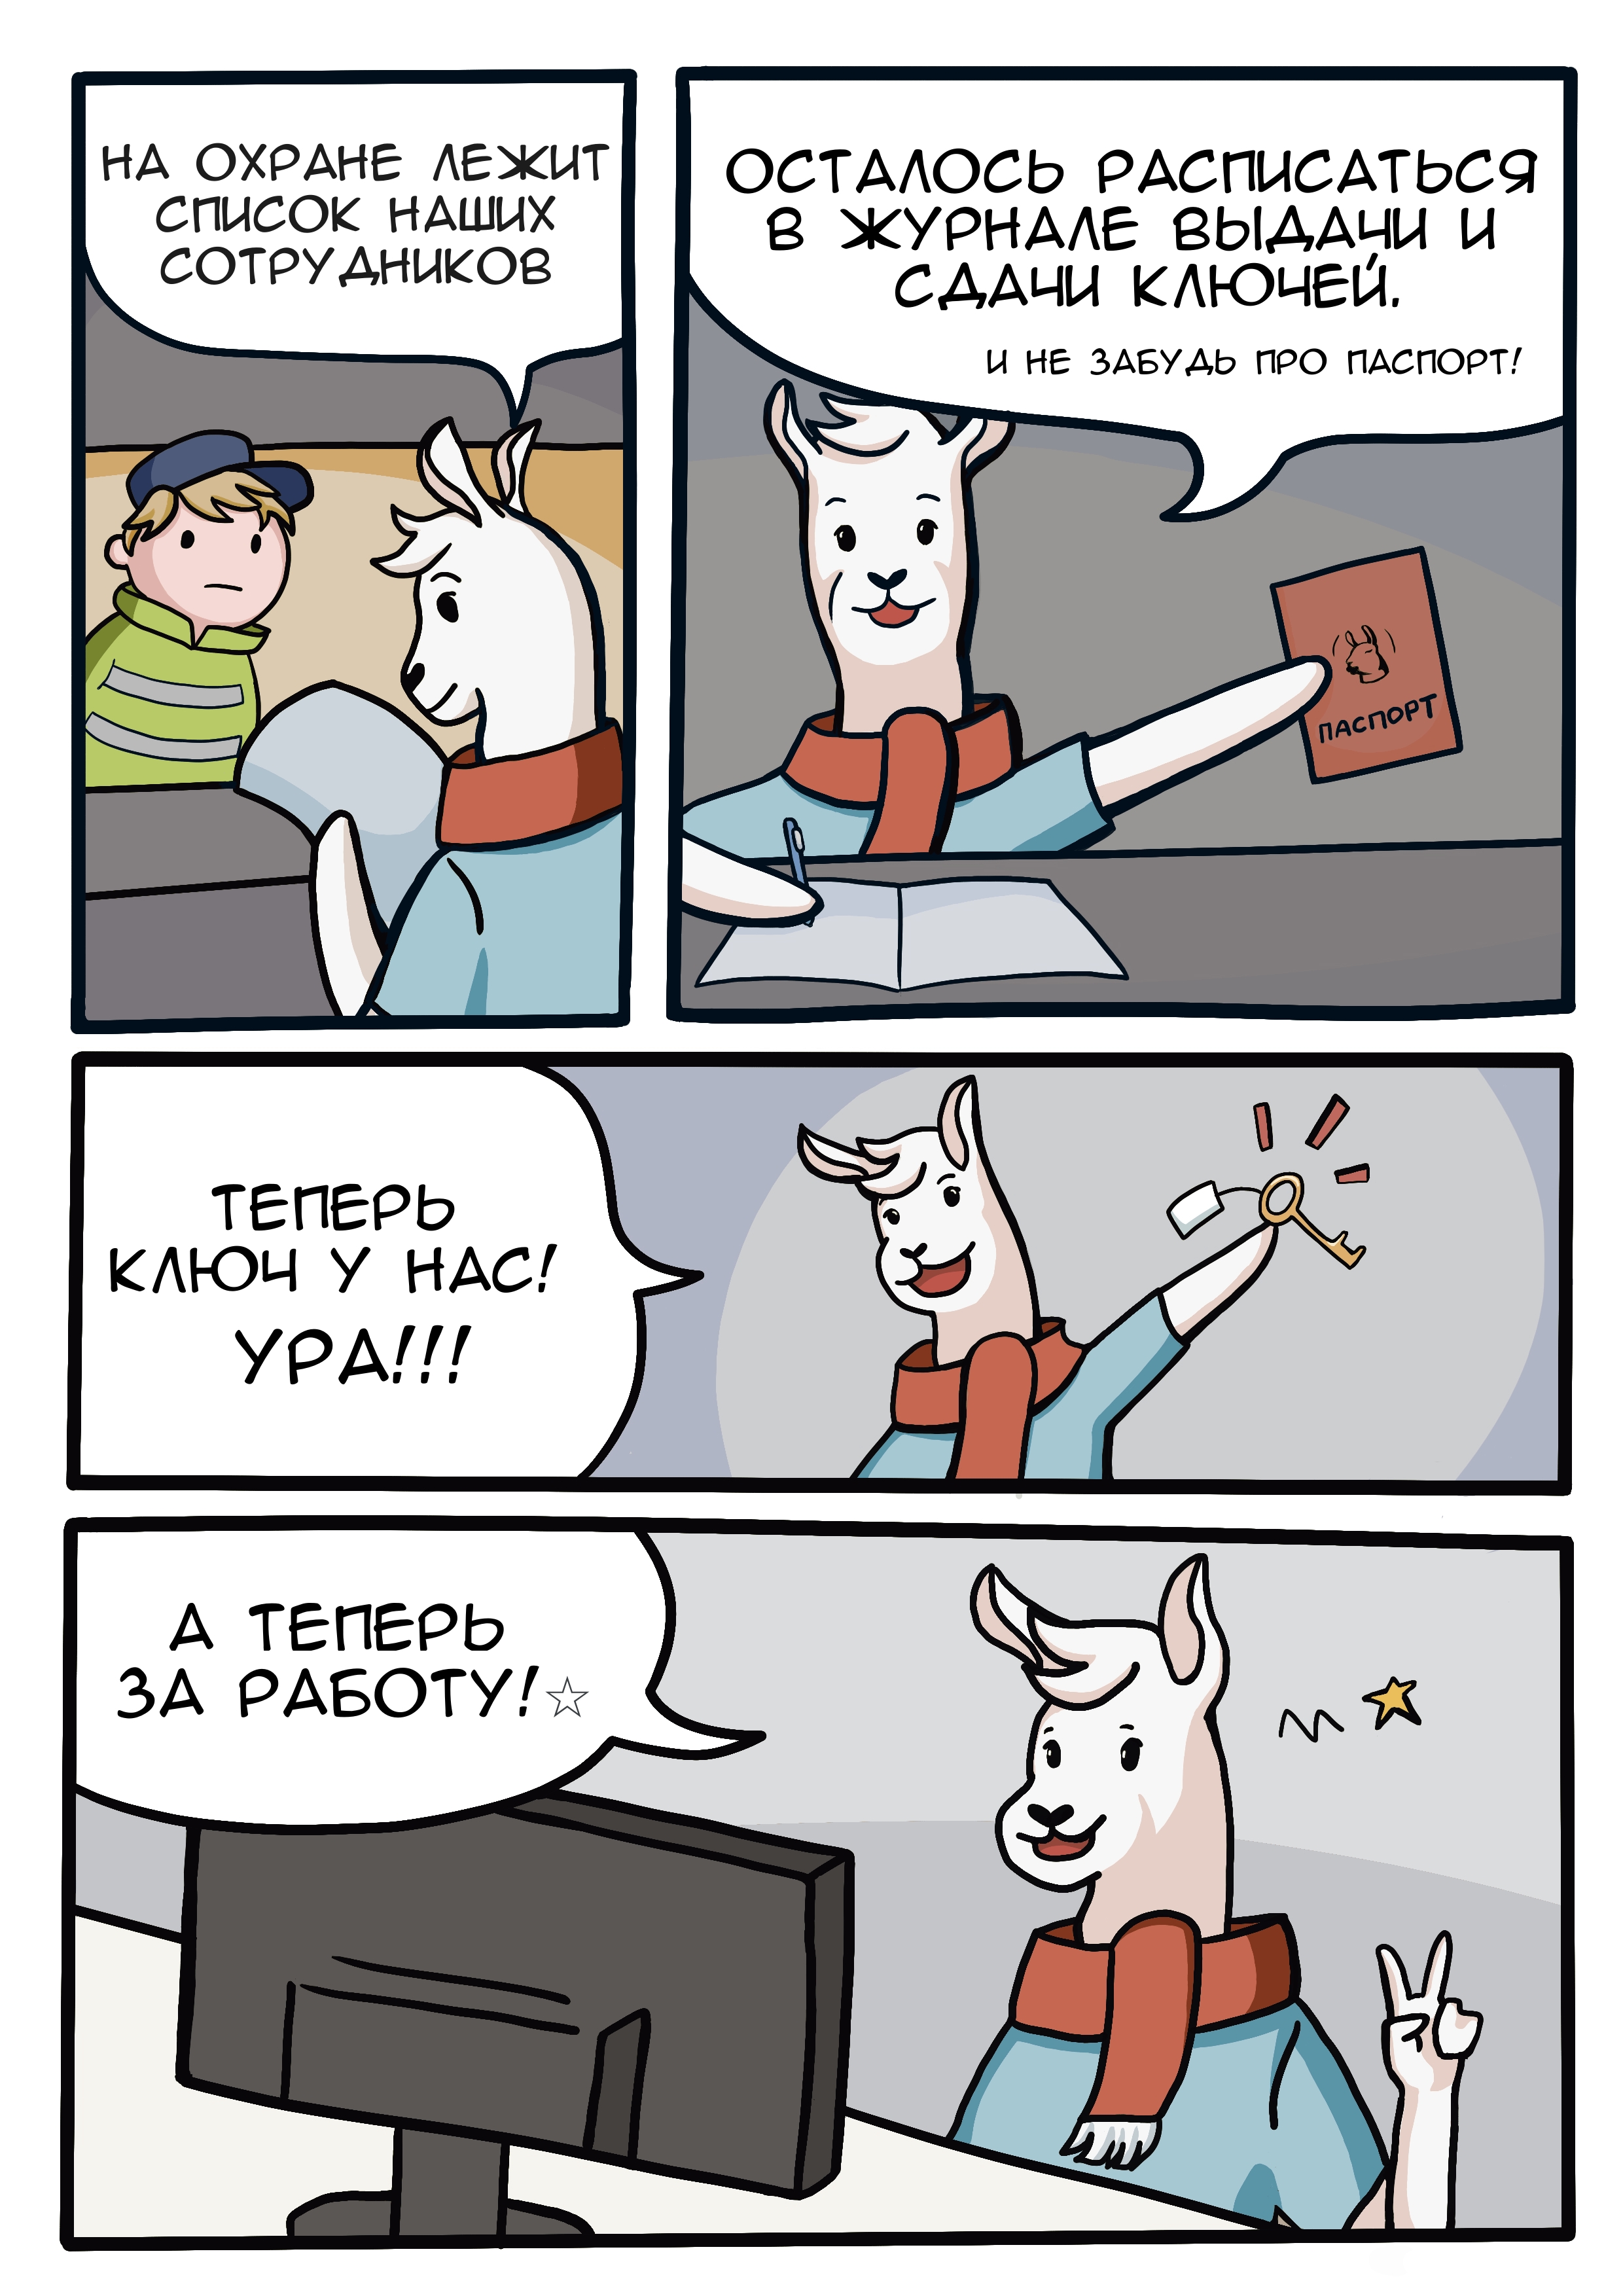 НА ОХРАНЕ ЛЕЖИТ
СПИСОК НАШИХ
СОТРУДНИКОВ
ОСТАЛОСЬ РАСПИСАТЬСЯ
В ЖУРНАЛЕ ВЫДАЧИ И
СДАЧИ КЛЮЧЕЙ.
И НЕ ЗАБУДЬ ПРО ПАСПОРТ!
ПАСПОРТ
ТЕПЕРЬ
КЛЮЧ У НАС!
УРА!!!
А ТЕПЕРЬ
ЗА РАБОТУ!☆